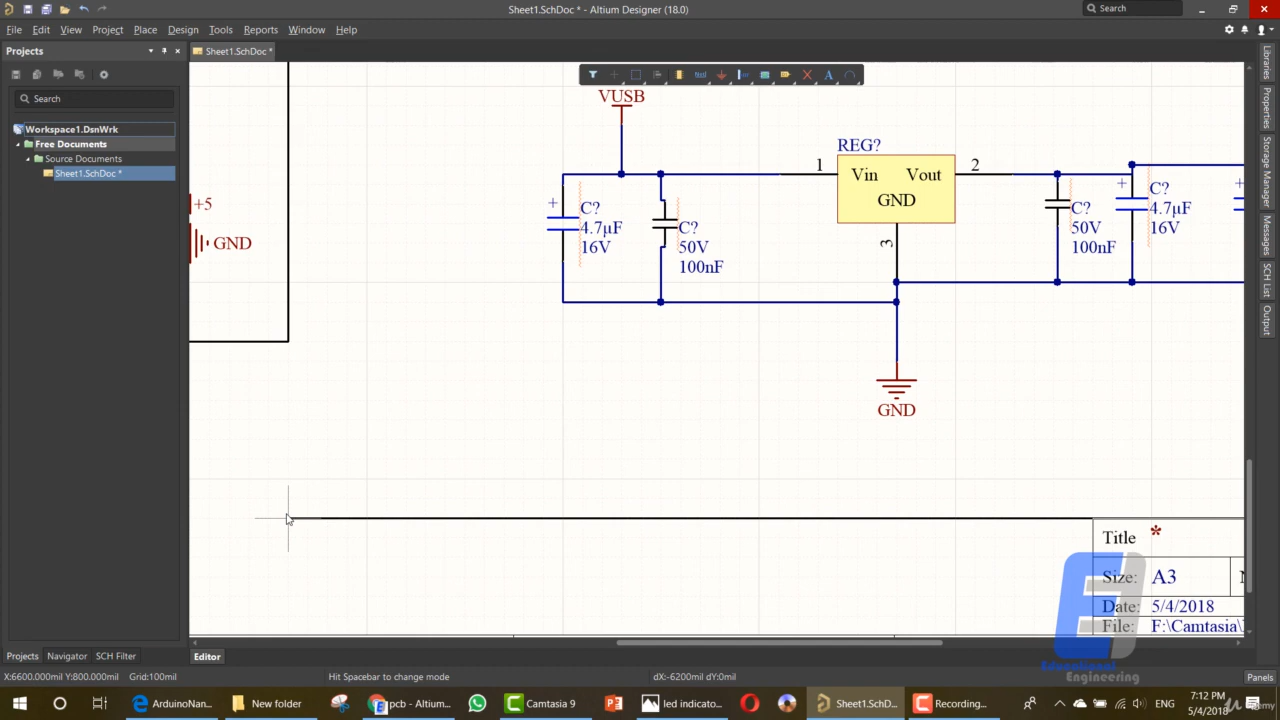 Sheet1.SchDoc * - Altium Designer (18.0)
Search
File Edit View Project Place Design Tools Reports Window Help
Projects
Sheet1.SchDoc *
Search
Workspace1.DsnWrk
Free Documents
Source Documents
Sheet1.SchDoc *
+5
GND
VUSB
+
C?
4.7µF
16V
C?
50V
100nF
REG?
1
Vin
Vout
2
GND
3
GND
C?
50V
100nF
+
C?
4.7µF
16V
+
Title *
Size: A3
Date: 5/4/2018
File: F:\Camtasia\
Educational
Engineering
Libraries
Properties
Storage Manager
Messages
SCH List
Output
Projects Navigator SCH Filter
Editor
X:6600.000mil Y:800.000mil Grid:100mil
Hit Spacebar to change mode
dX:-6200mil dY:0mil
Panels
ArduinoNan...
New folder
pcb - Altium...
Camtasia 9
led indicato...
Sheet1.SchD...
Recording...
ENG
7:12 PM
5/4/2018